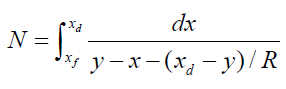 N = ∫_{x_f}^{x_d} dx / (y − x − (x_d − y) / R)